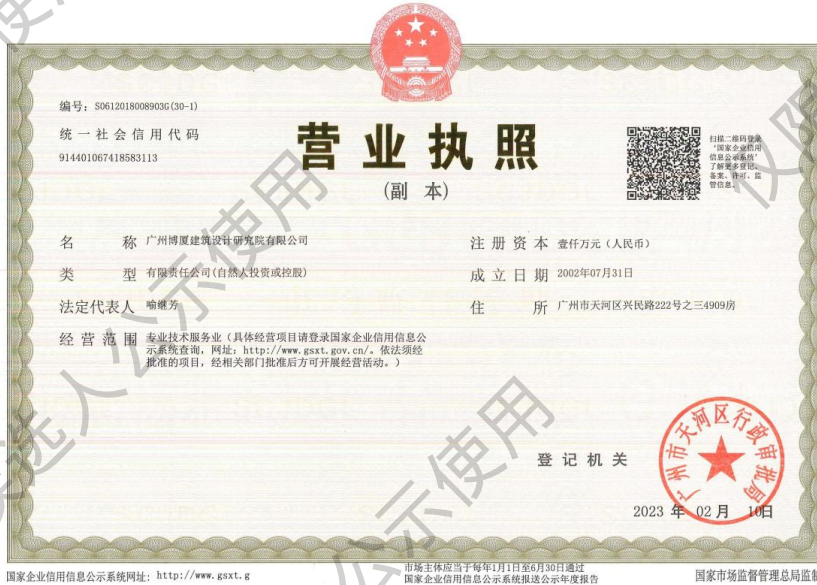 编号: S0612018008903G(30-1)
统一社会信用代码
914401067418583113
营业执照
(副 本)
扫描二维码登录
‘国家企业信用
信息公示系统’
了解更多登记、
备案、许可、监
管信息。
名 称 广州博厦建筑设计研究院有限公司
注册资本 壹仟万元（人民币）
类 型 有限责任公司(自然人投资或控股)
成立日期 2002年07月31日
法定代表人 喻继芳
住 所 广州市天河区兴民路222号之三4909房
经营范围 专业技术服务业（具体经营项目请登录国家企业信用信息公
示系统查询，网址: http://www.gsxt.gov.cn/。依法须经
批准的项目，经相关部门批准后方可开展经营活动。）
登记机关
广州市天河区行政审批局
2023 年 02 月 10日
国家企业信用信息公示系统网址: http://www.gsxt.g
市场主体应当于每年1月1日至6月30日通过
国家企业信用信息公示系统报送公示年度报告
国家市场监督管理总局监制
选人公示使用
公示使用
仅限